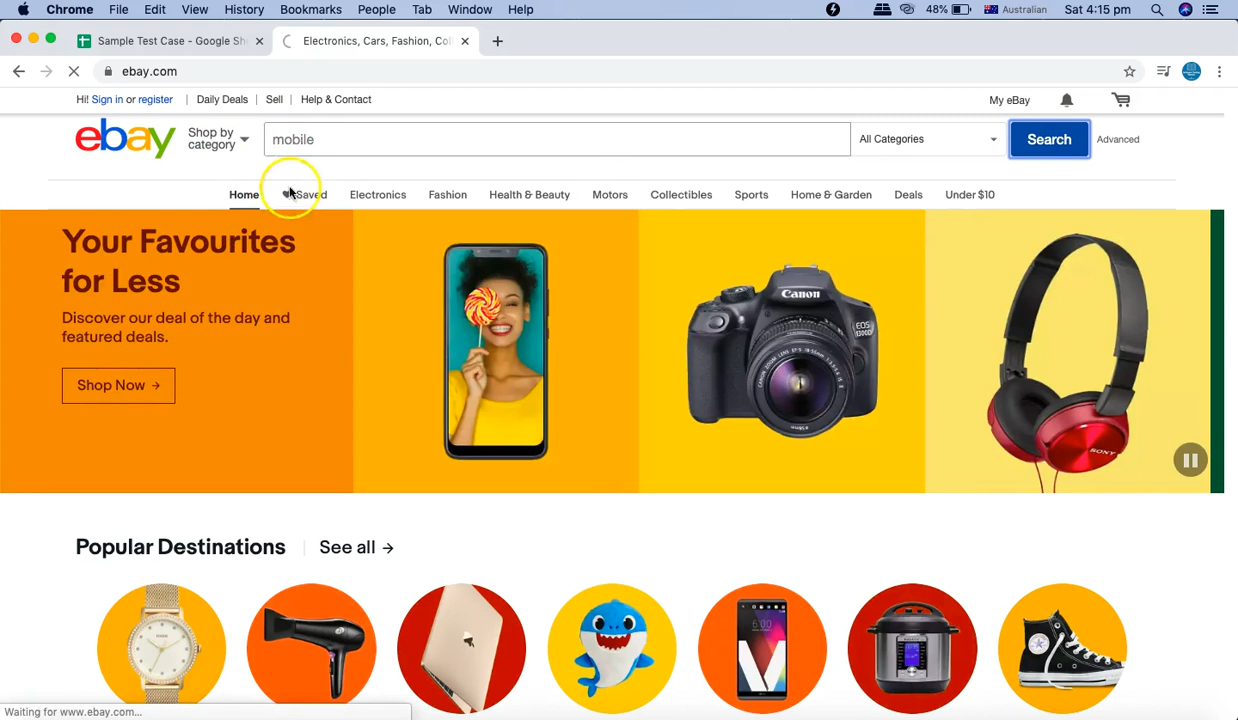 Chrome File Edit View History Bookmarks People Tab Window Help 48% Australian Sat 4:15 pm
Sample Test Case - Google She Electronics, Cars, Fashion, Coll
ebay.com
Hi! Sign in or register Daily Deals Sell Help & Contact My eBay
ebay Shop by category mobile All Categories Search Advanced
Home Saved Electronics Fashion Health & Beauty Motors Collectibles Sports Home & Garden Deals Under $10
Your Favourites
for Less
Discover our deal of the day and
featured deals.
Shop Now →
Canon
EOS
1300D
SONY
Popular Destinations See all →
V
Waiting for www.ebay.com...